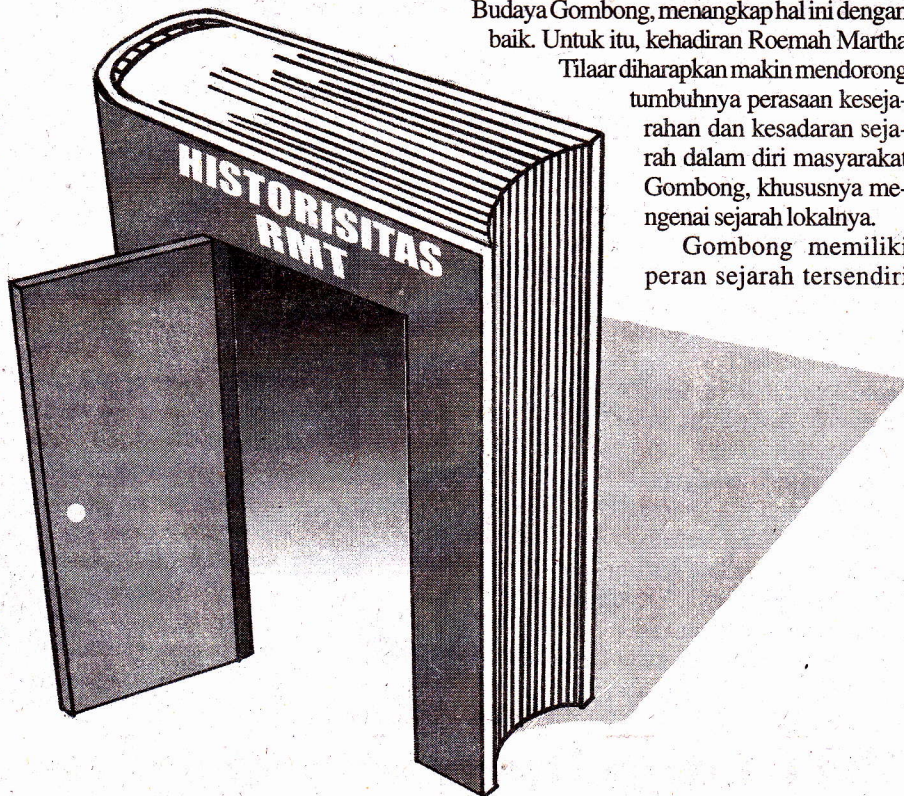 Budaya Gombong, menangkap hal ini dengan
baik. Untuk itu, kehadiran Roemah Martha
Tilaar diharapkan makin mendorong
tumbuhnya perasaan keseja-
rahan dan kesadaran seja-
rah dalam diri masyarakat
Gombong, khususnya me-
ngenai sejarah lokalnya.
Gombong memiliki
peran sejarah tersendiri
HISTORISITAS
RMT